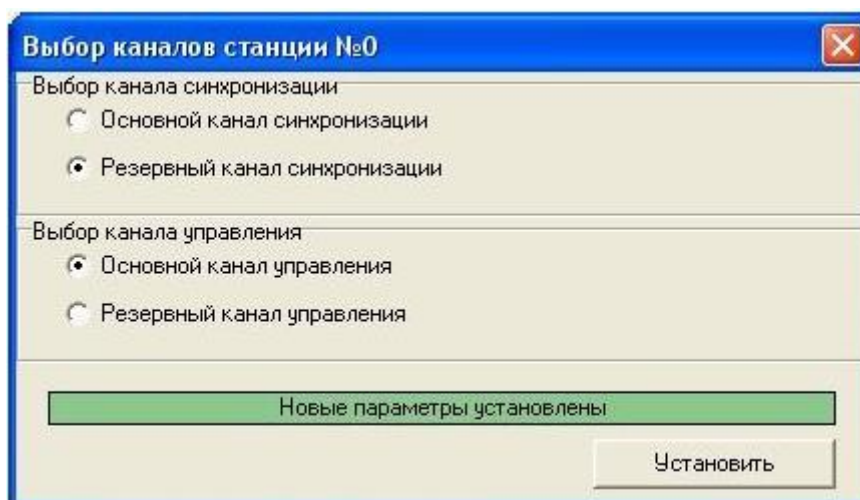 Выбор каналов станции №0
Выбор канала синхронизации
Основной канал синхронизации
Резервный канал синхронизации
Выбор канала управления
Основной канал управления
Резервный канал управления
Новые параметры установлены
Установить